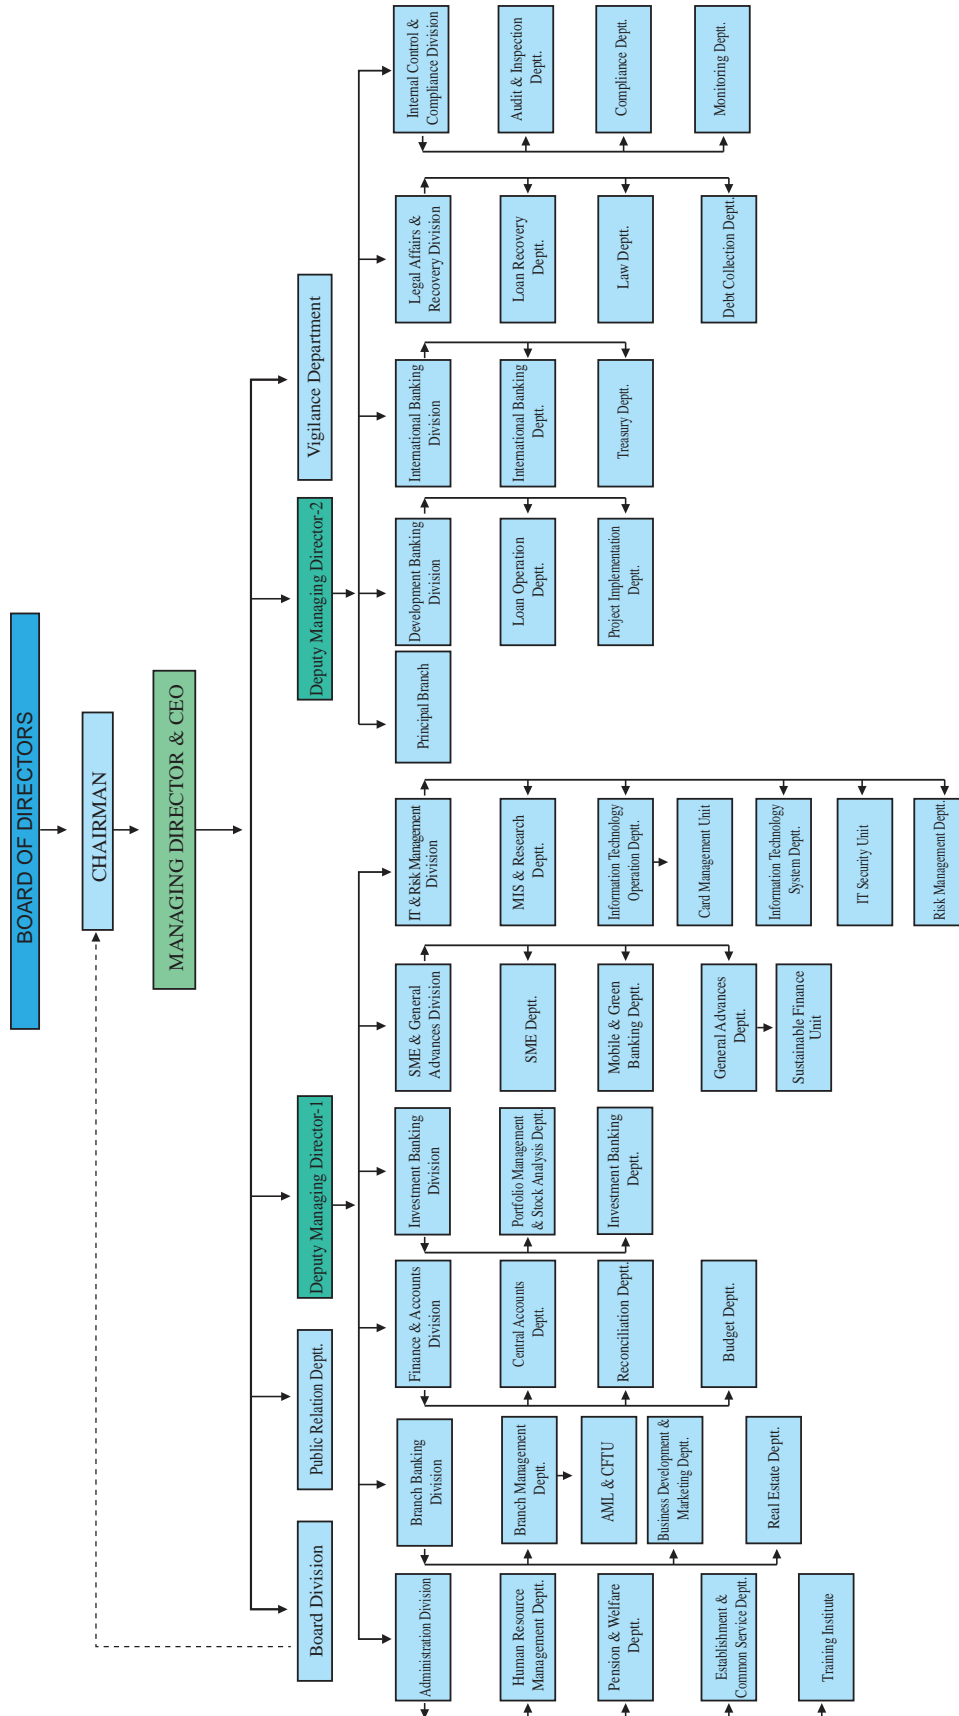 BOARD OF DIRECTORS
CHAIRMAN
MANAGING DIRECTOR & CEO
Board Division
Public Relation Deptt.
Deputy Managing Director-1
Deputy Managing Director-2
Vigilance Department
Administration Division
Human Resource
Management Deptt.
Pension & Welfare
Deptt.
Establishment &
Common Service Deptt.
Training Institute
Branch Banking
Division
Branch Management
Deptt.
AML & CFTU
Business Development &
Marketing Deptt.
Real Estate Deptt.
Finance & Accounts
Division
Central Accounts
Deptt.
Reconciliation Deptt.
Budget Deptt.
Investment Banking
Division
Portfolio Management
& Stock Analysis Deptt.
Investment Banking
Deptt.
SME & General
Advances Division
SME Deptt.
Mobile & Green
Banking Deptt.
General Advances
Deptt.
Sustainable Finance
Unit
IT &Risk Management
Division
MIS & Research
Deptt.
Information Technology
Operation Deptt.
Card Management Unit
Information Technology
System Deptt.
IT Security Unit
Risk Management Deptt.
Principal Branch
Development Banking
Division
Loan Operation
Deptt.
Project Implementation
Deptt.
International Banking
Division
International Banking
Deptt.
Treasury Deptt.
Legal Affairs &
Recovery Division
Loan Recovery
Deptt.
Law Deptt.
Debt Collection Deptt.
Internal Control &
Compliance Division
Audit & Inspection
Deptt.
Compliance Deptt.
Monitoring Deptt.